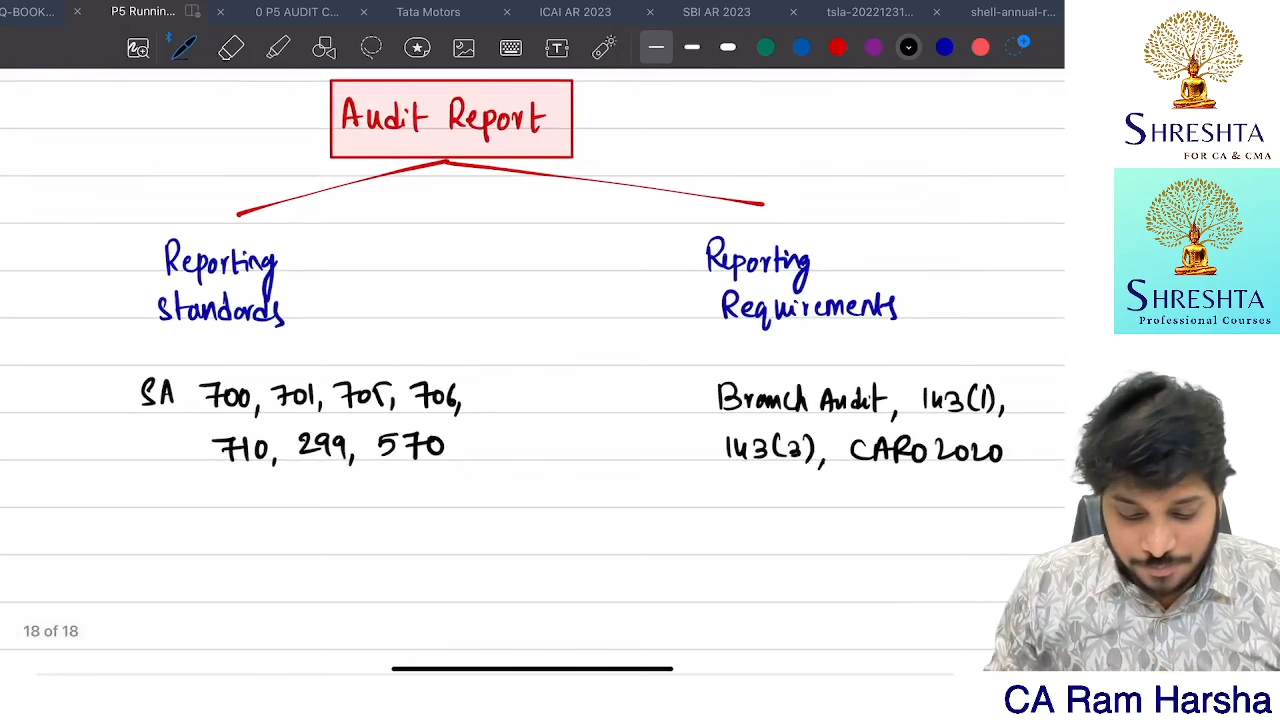 Q-BOOK...
P5 Runnin...
0 P5 AUDIT C...
Tata Motors
ICAI AR 2023
SBI AR 2023
tsla-20221231...
shell-annual-r...
Audit Report
Reporting
Standards
Reporting
Requirements
SA 700, 701, 705, 706,
710, 299, 570
Branch Audit, 143(1),
143(3), CARO 2020
18 of 18
SHRESHTA
FOR CA & CMA
SHRESHTA
Professional Courses
CA Ram Harsha